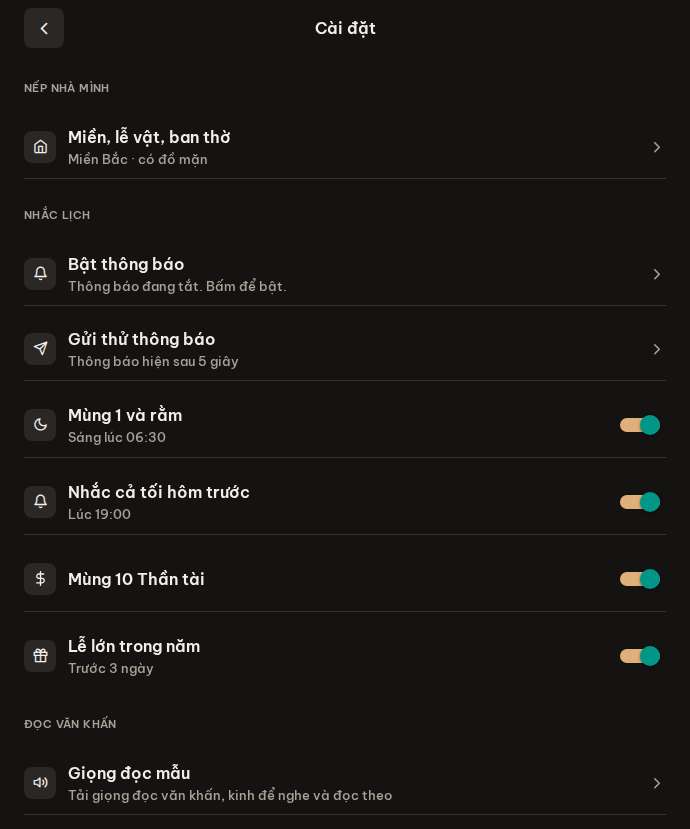 Cài đặt
NẾP NHÀ MÌNH
Miền, lễ vật, ban thờ
Miền Bắc · có đồ mặn
NHẮC LỊCH
Bật thông báo
Thông báo đang tắt. Bấm để bật.
Gửi thử thông báo
Thông báo hiện sau 5 giây
Mùng 1 và rằm
Sáng lúc 06:30
Nhắc cả tối hôm trước
Lúc 19:00
Mùng 10 Thần tài
Lễ lớn trong năm
Trước 3 ngày
ĐỌC VĂN KHẤN
Giọng đọc mẫu
Tải giọng đọc văn khấn, kinh để nghe và đọc theo